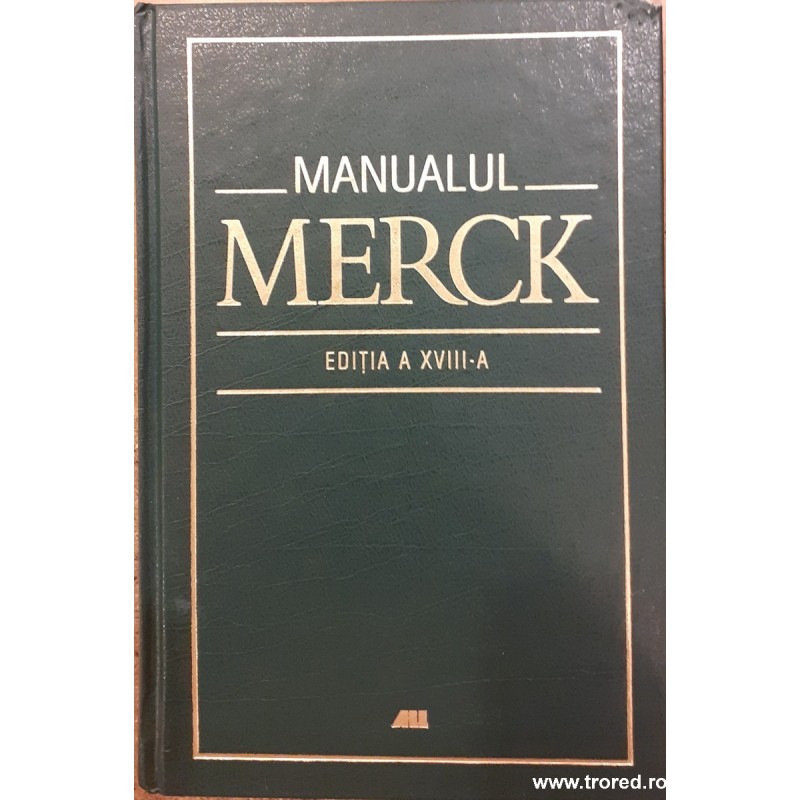 MANUALUL
MERCK
EDIȚIA A XVIII-A
ALL
www.trored.ro